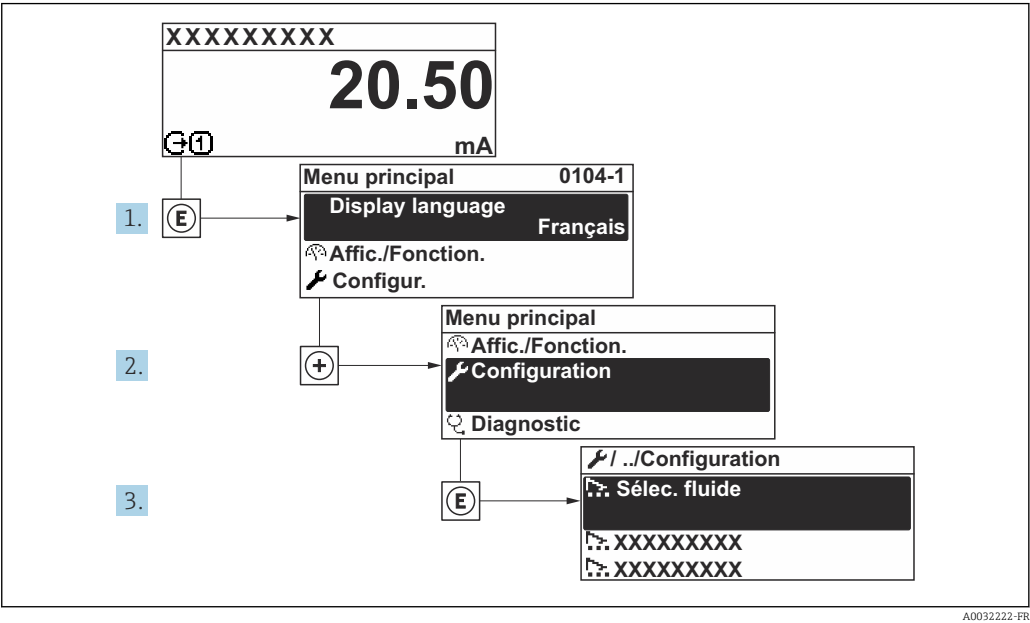 XXXXXXXXX
20.50
1
mA
Menu principal 0104-1
Display language
Français
Affic./Fonction.
Configur.
1.
E
Menu principal
Affic./Fonction.
Configuration
Diagnostic
2.
+
/ ../Configuration
Sélec. fluide
XXXXXXXXX
XXXXXXXXX
3.
E
A0032222-FR